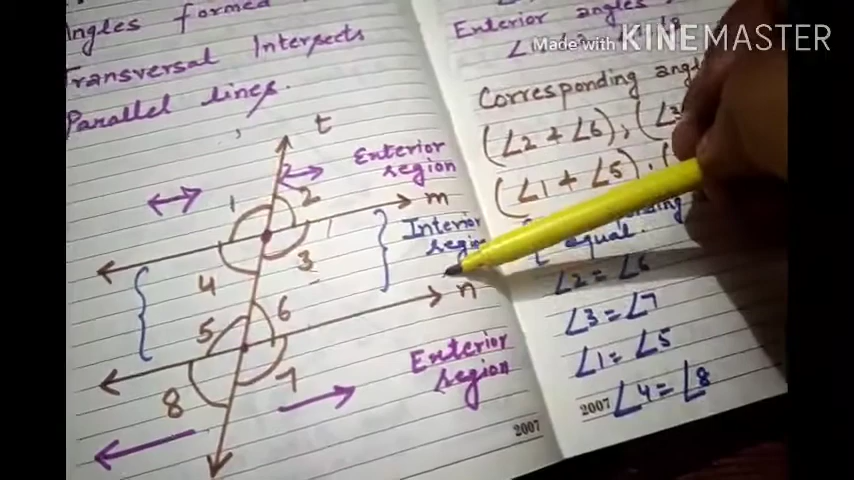 Angles formed
Transversal Intersects
Parallel lines.
t
Exterior
region
1
2
m
Interior
region
3
4
n
5
6
7
8
Exterior
region
2007
Exterior angles
Made with KINEMASTER
Corresponding angles
(∠2 + ∠6), (∠3
(∠1 + ∠5), (
equal.
∠2 = ∠6
∠3 = ∠7
∠1 = ∠5
∠4 = ∠8
2007